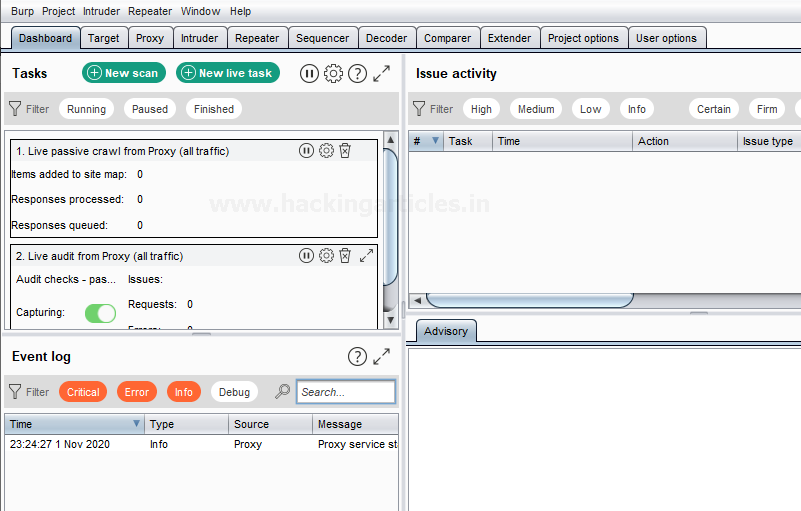 Burp Project Intruder Repeater Window Help
Dashboard Target Proxy Intruder Repeater Sequencer Decoder Comparer Extender Project options User options
Tasks New scan New live task
Filter Running Paused Finished
1. Live passive crawl from Proxy (all traffic)
Items added to site map: 0
Responses processed: 0
Responses queued: 0
2. Live audit from Proxy (all traffic)
Audit checks - pas... Issues:
Capturing: Requests: 0
Errors: 0
Event log
Filter Critical Error Info Debug Search...
Time Type Source Message
23:24:27 1 Nov 2020 Info Proxy Proxy service st
Issue activity
Filter High Medium Low Info Certain Firm
# Task Time Action Issue type
Advisory
www.hackingarticles.in